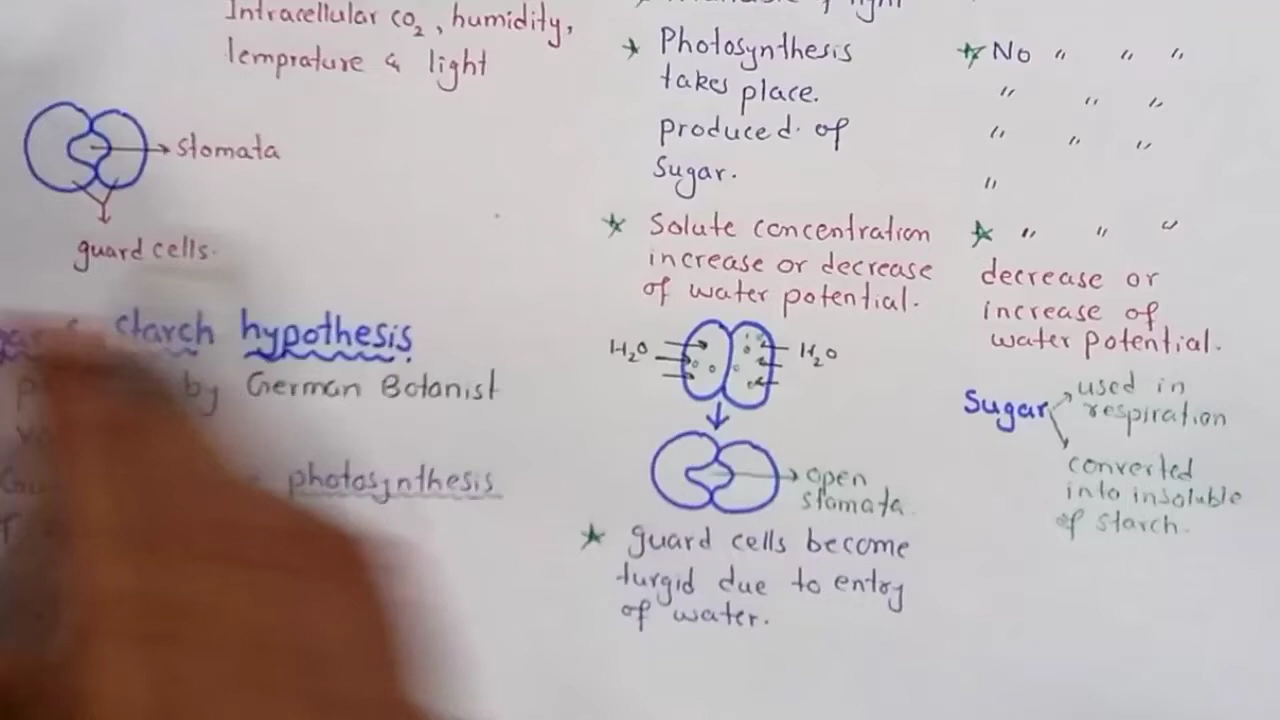 Intracellular CO2, humidity,
temprature & light
stomata
guard cells.
starch hypothesis
by German Botanist
photosynthesis
light
* Photosynthesis
takes place.
produced. of
Sugar.
* Solute concentration
increase or decrease
of water potential.
H2O
H2O
open
stomata.
* guard cells become
turgid due to entry
of water.
* No " " "
" " "
" " "
"
* " " "
decrease or
increase of
water potential.
Sugar
used in
respiration
converted
into insoluble
of starch.